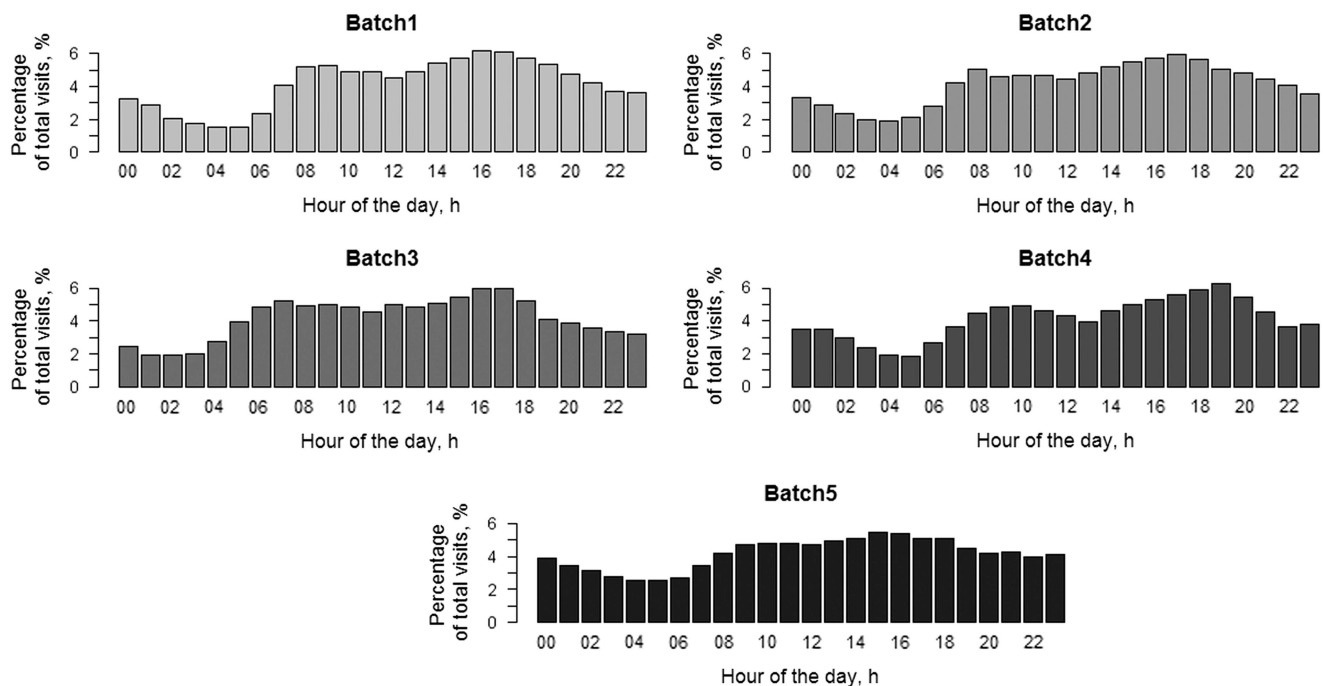 Batch1
Percentage
of total visits, %
6
4
2
0
00 02 04 06 08 10 12 14 16 18 20 22
Hour of the day, h
Batch2
Percentage
of total visits, %
6
4
2
0
00 02 04 06 08 10 12 14 16 18 20 22
Hour of the day, h
Batch3
Percentage
of total visits, %
6
4
2
0
00 02 04 06 08 10 12 14 16 18 20 22
Hour of the day, h
Batch4
Percentage
of total visits, %
6
4
2
0
00 02 04 06 08 10 12 14 16 18 20 22
Hour of the day, h
Batch5
Percentage
of total visits, %
6
4
2
0
00 02 04 06 08 10 12 14 16 18 20 22
Hour of the day, h